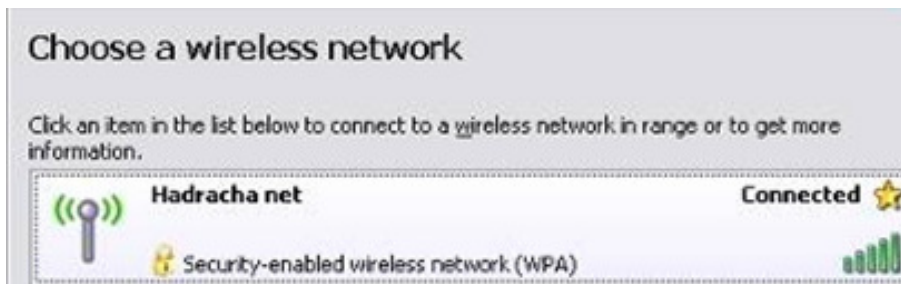 Choose a wireless network
Click an item in the list below to connect to a wireless network in range or to get more
information.
Hadracha net Connected
Security-enabled wireless network (WPA)